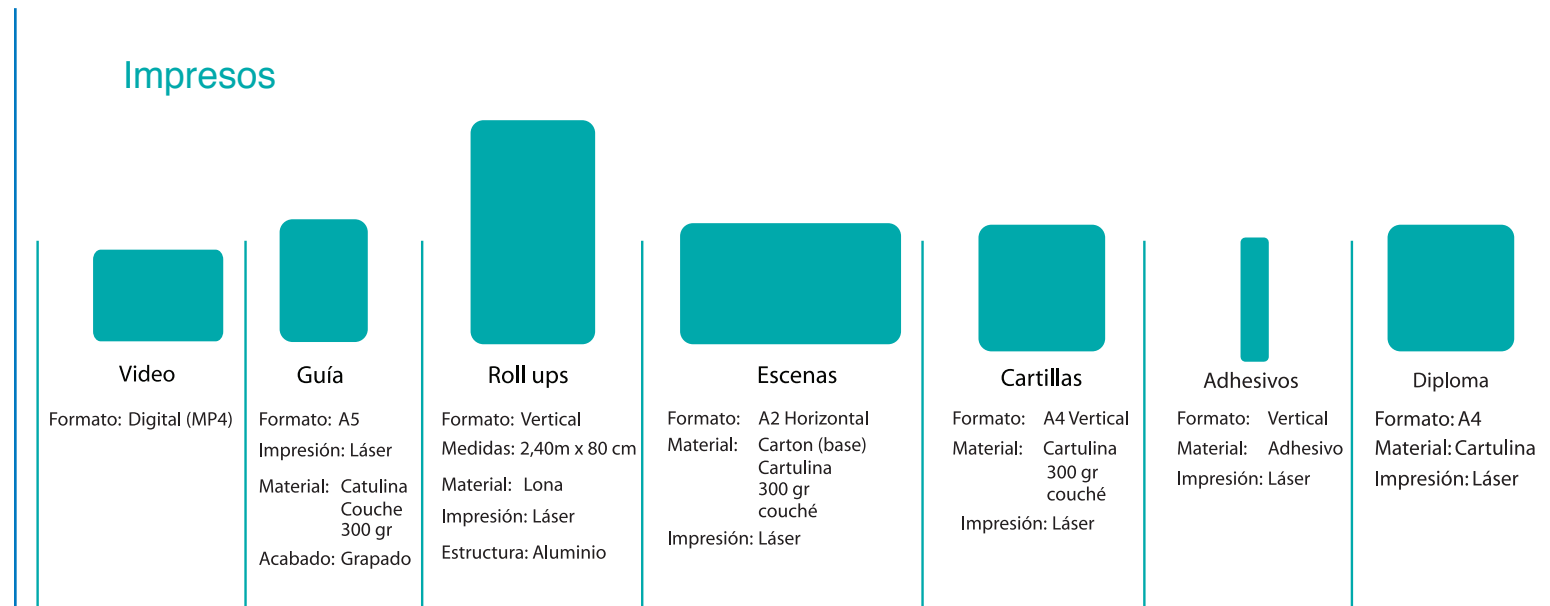 Impresos
Video
Formato: Digital (MP4)
Guía
Formato: A5
Impresión: Láser
Material: Catulina
Couche
300 gr
Acabado: Grapado
Roll ups
Formato: Vertical
Medidas: 2,40m x 80 cm
Material: Lona
Impresión: Láser
Estructura: Aluminio
Escenas
Formato: A2 Horizontal
Material: Carton (base)
Cartulina
300 gr
couché
Impresión: Láser
Cartillas
Formato: A4 Vertical
Material: Cartulina
300 gr
couché
Impresión: Láser
Adhesivos
Formato: Vertical
Material: Adhesivo
Impresión: Láser
Diploma
Formato: A4
Material: Cartulina
Impresión: Láser